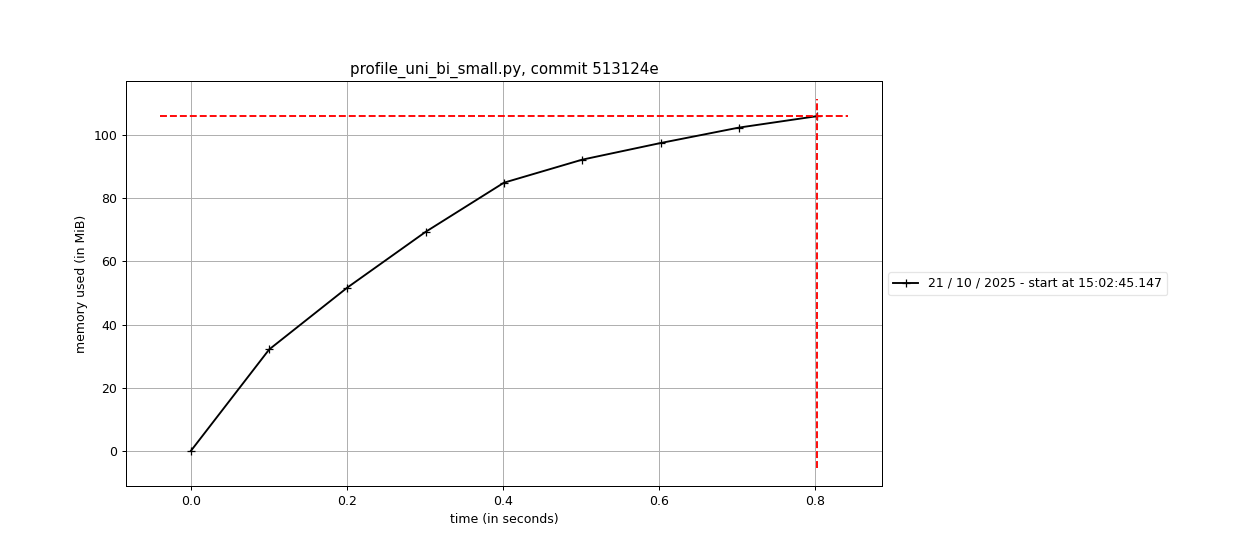 profile_uni_bi_small.py, commit 513124e
memory used (in MiB)
100
80
60
40
20
0
0.0 0.2 0.4 0.6 0.8
time (in seconds)
21 / 10 / 2025 - start at 15:02:45.147